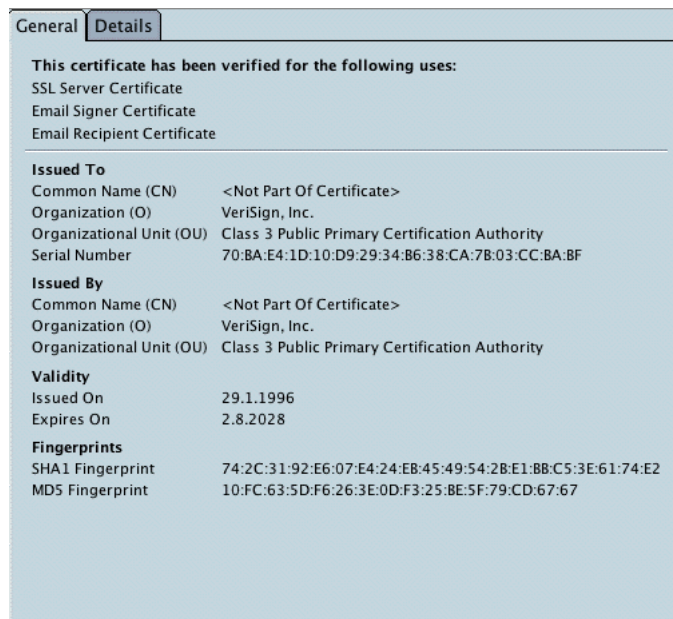 General Details
This certificate has been verified for the following uses:
SSL Server Certificate
Email Signer Certificate
Email Recipient Certificate
Issued To
Common Name (CN) <Not Part Of Certificate>
Organization (O) VeriSign, Inc.
Organizational Unit (OU) Class 3 Public Primary Certification Authority
Serial Number 70:BA:E4:1D:10:D9:29:34:B6:38:CA:7B:03:CC:BA:BF
Issued By
Common Name (CN) <Not Part Of Certificate>
Organization (O) VeriSign, Inc.
Organizational Unit (OU) Class 3 Public Primary Certification Authority
Validity
Issued On 29.1.1996
Expires On 2.8.2028
Fingerprints
SHA1 Fingerprint 74:2C:31:92:E6:07:E4:24:EB:45:49:54:2B:E1:BB:C5:3E:61:74:E2
MD5 Fingerprint 10:FC:63:5D:F6:26:3E:0D:F3:25:BE:5F:79:CD:67:67